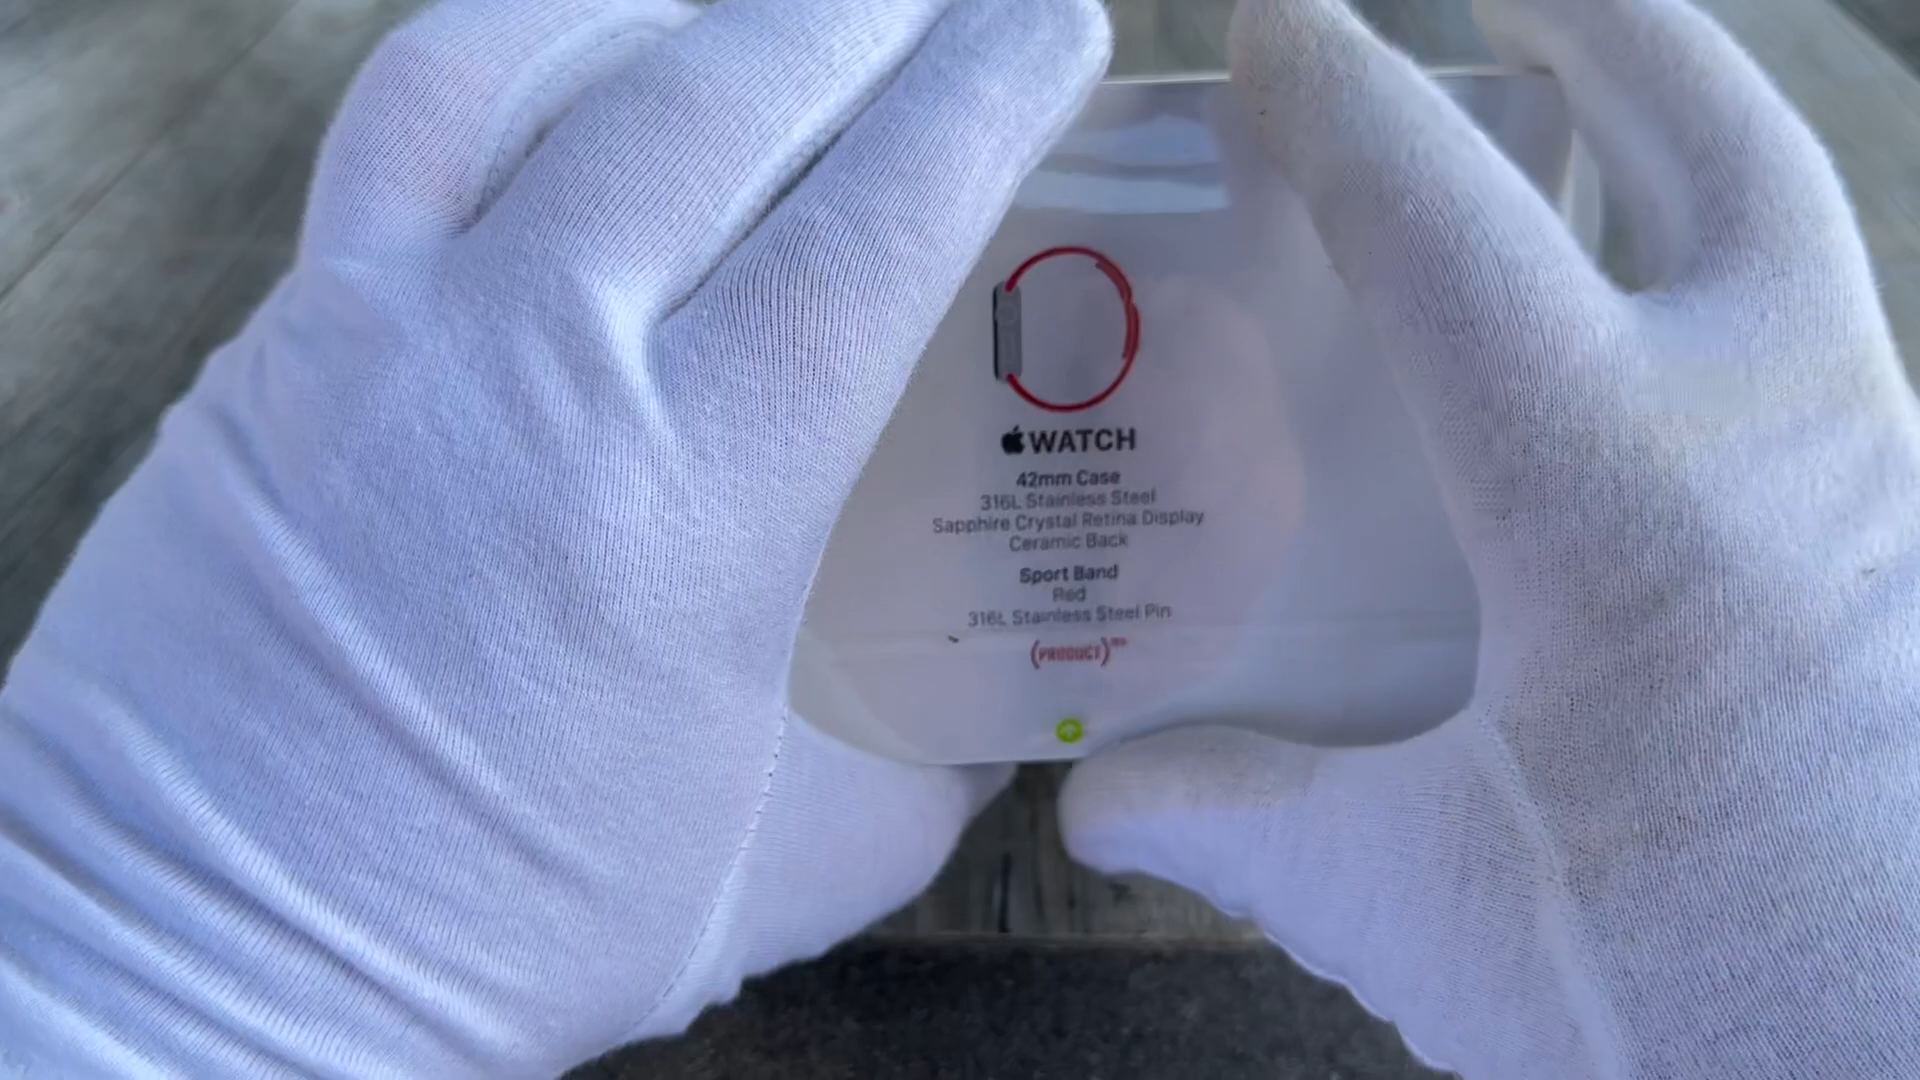 WATCH
42mm Case
316L Stainless Steel
Sapphire Crystal Retina Display
Ceramic Back
Sport Band
Red
316L Stainless Steel Pin
(PRODUCT)